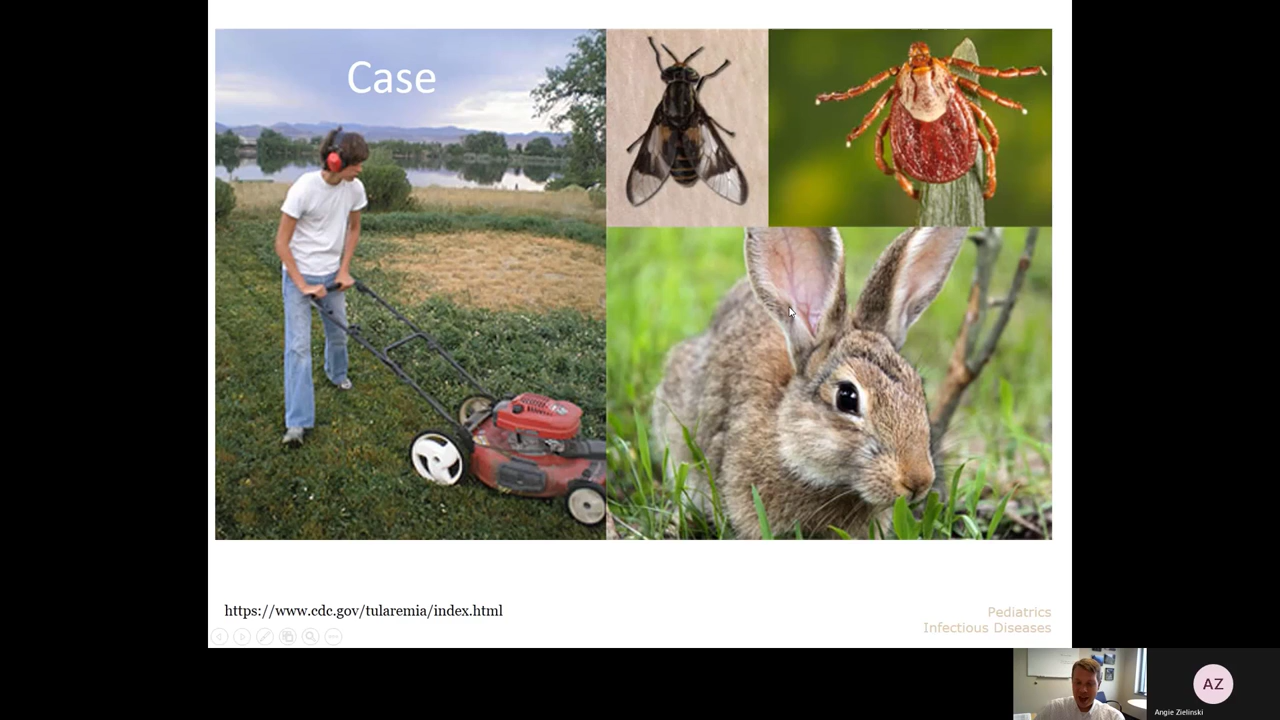 Case
https://www.cdc.gov/tularemia/index.html
Pediatrics
Infectious Diseases
AZ
Angie Zielinski